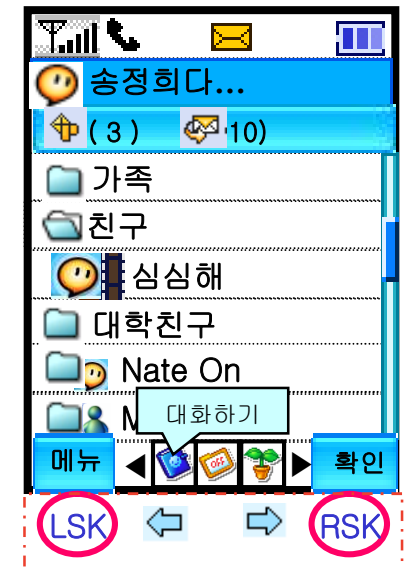 송정희다...
(3) 10)
가족
친구
심심해
대학친구
Nate On
M
대화하기
메뉴 OFF 확인
LSK RSK